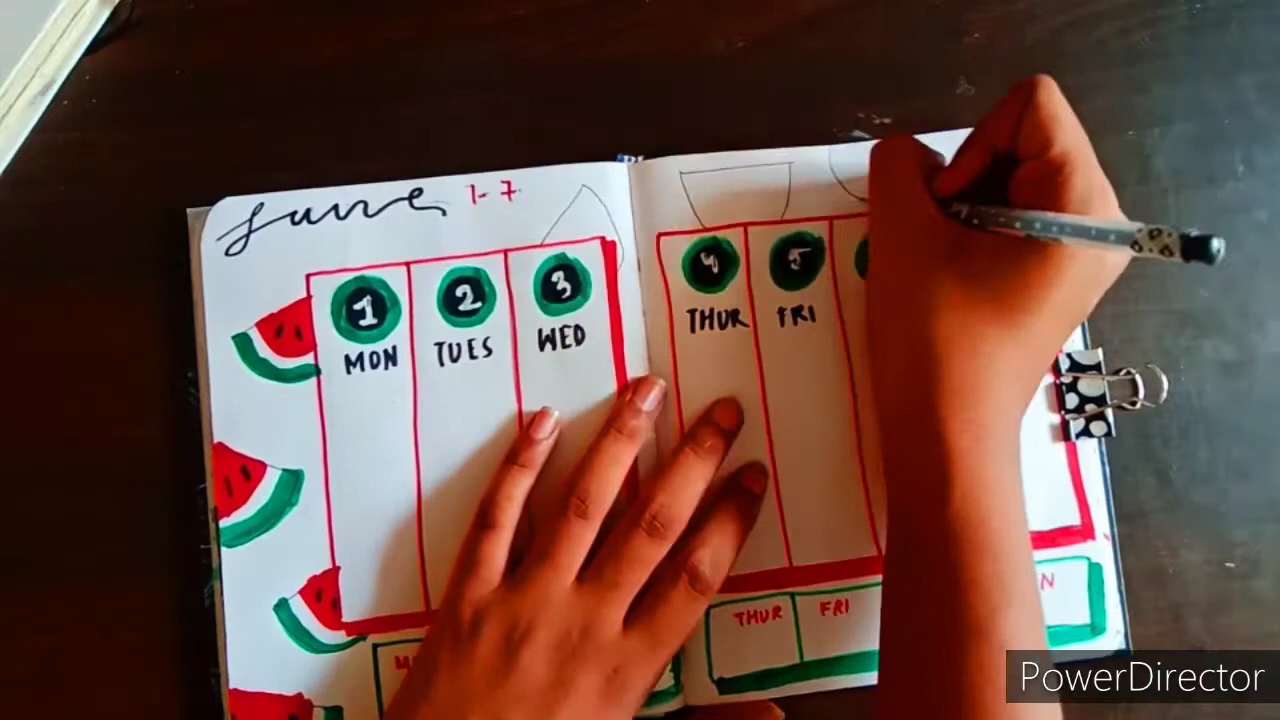 June 1-7
1 2 3 4 5
MON TUES WED THUR FRI
THUR FRI
PowerDirector